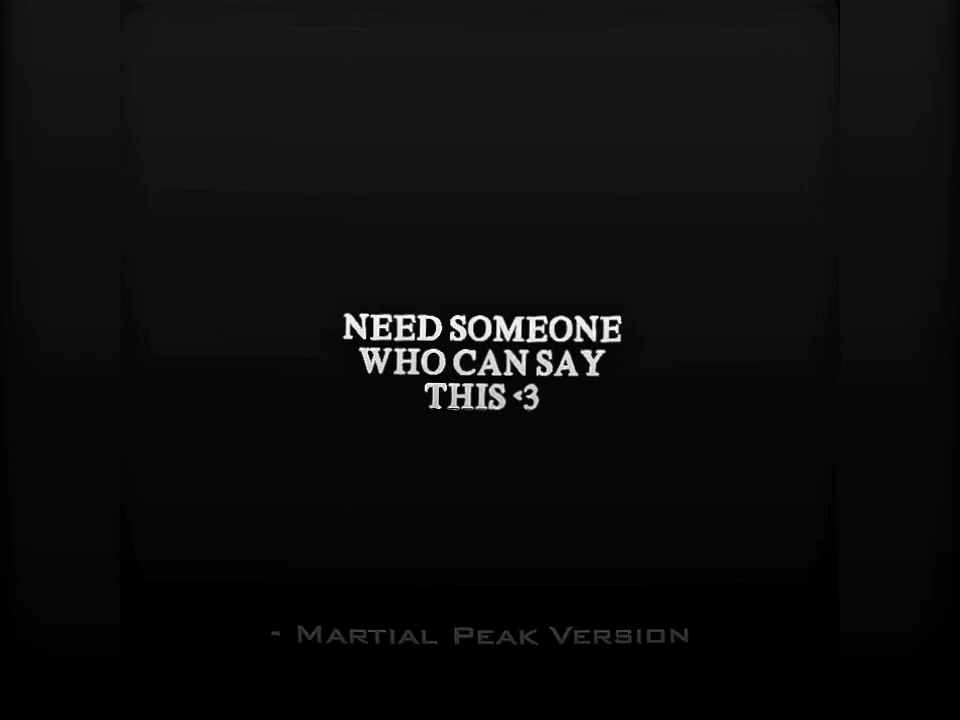 NEED SOMEONE
WHO CAN SAY
THIS <3
- MARTIAL PEAK VERSION